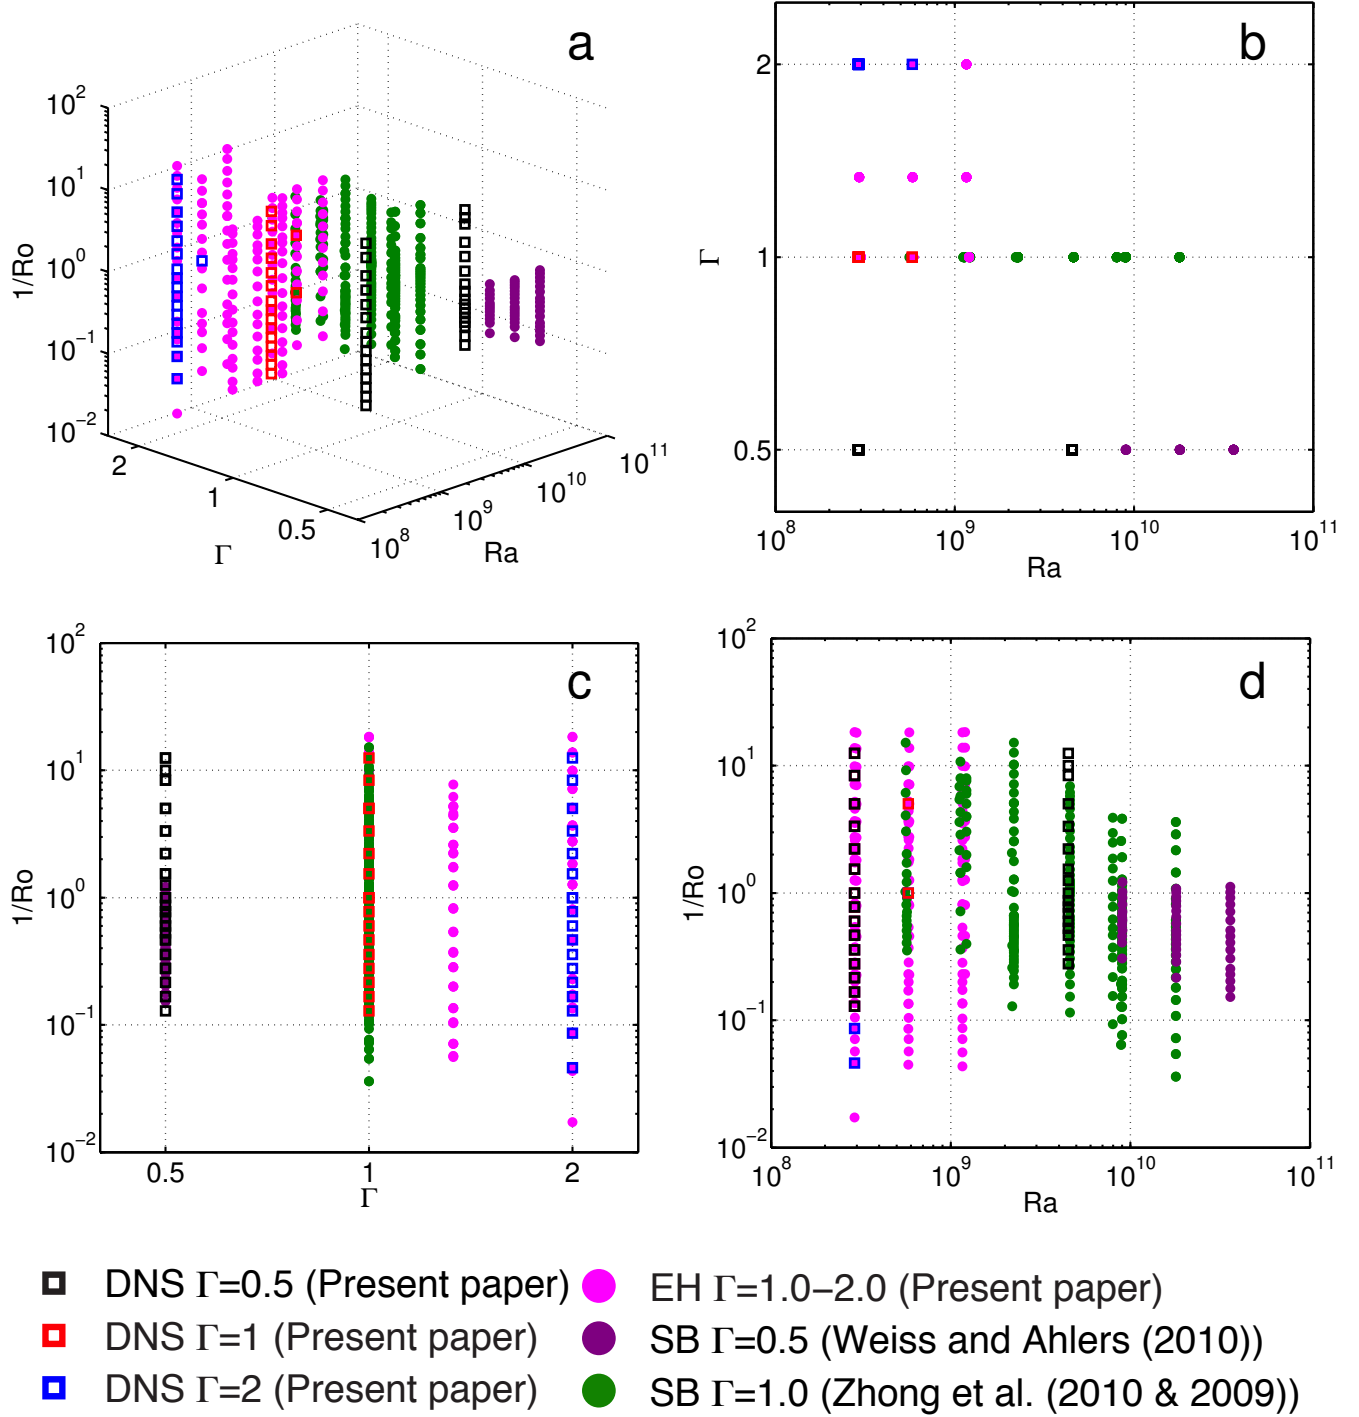 a
10^2
10^1
10^0
10^−1
10^−2
1/Ro
2
1
0.5
Γ
10^8
10^9
10^10
10^11
Ra
b
2
1
0.5
Γ
10^8
10^9
10^10
10^11
Ra
c
10^2
10^1
10^0
10^−1
10^−2
1/Ro
0.5
1
2
Γ
d
10^2
10^1
10^0
10^−1
10^−2
1/Ro
10^8
10^9
10^10
10^11
Ra
DNS Γ=0.5 (Present paper)
DNS Γ=1 (Present paper)
DNS Γ=2 (Present paper)
EH Γ=1.0−2.0 (Present paper)
SB Γ=0.5 (Weiss and Ahlers (2010))
SB Γ=1.0 (Zhong et al. (2010 & 2009))